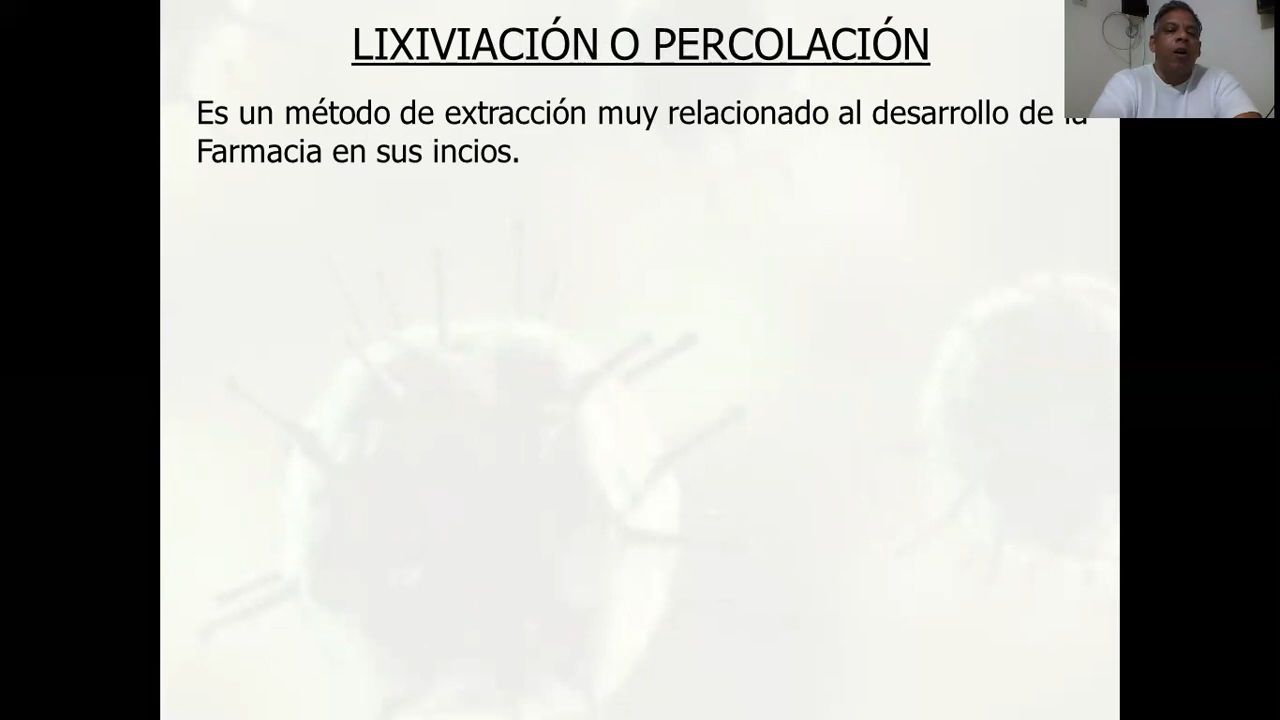 LIXIVIACIÓN O PERCOLACIÓN
Es un método de extracción muy relacionado al desarrollo de la
Farmacia en sus incios.